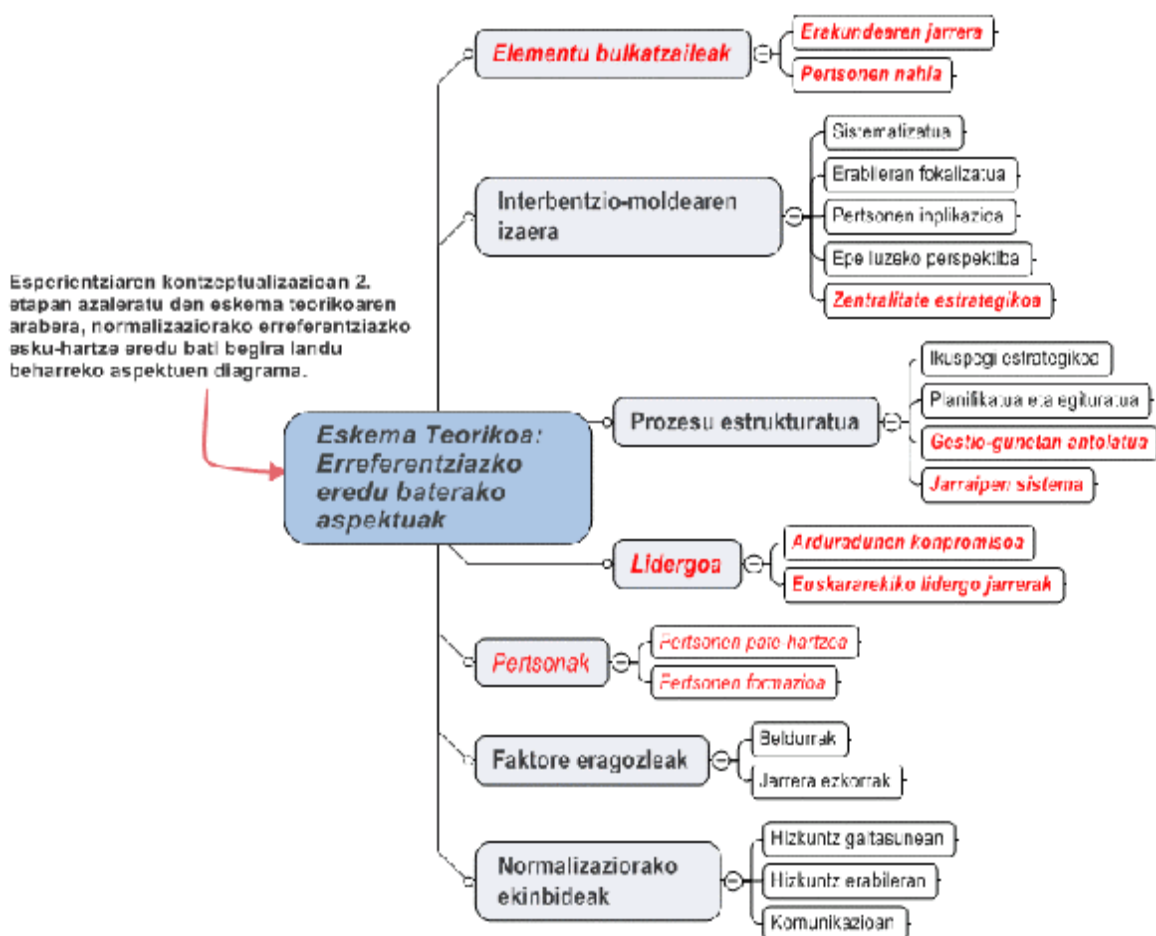 Elementu bulkatzaileak
Erakundearen jarrera
Pertsonen nahia
Interbentzio-moldearen
izaera
Sistematizatua
Erabileran fokalizatua
Pertsonen inplikazioa
Epe luzeko perspektiba
Zentralitate estrategikoa
Esperientziaren kontzeptualizazioan 2.
etapan azaleratu den eskema teorikoaren
arabera, normalizaziorako erreferentziazko
esku-hartze eredu bati begira landu
beharreko aspektuen diagrama.
Eskema Teorikoa:
Erreferentziazko
eredu baterako
aspektuak
Prozesu estrukturatua
Ikuspegi estrategikoa
Planifikatua eta egituratua
Gestio-gunetan antolatua
Jarraipen sistema
Lidergoa
Arduradunen konpromisoa
Euskararekiko lidergo jarrerak
Pertsonak
Pertsonen parte hartzea
Pertsonen formazioa
Faktore eragozleak
Beldurrak
Jarrera ezkorrak
Normalizaziorako
ekinbideak
Hizkuntz gaitasunean
Hizkuntz erabileran
Komunikazioan